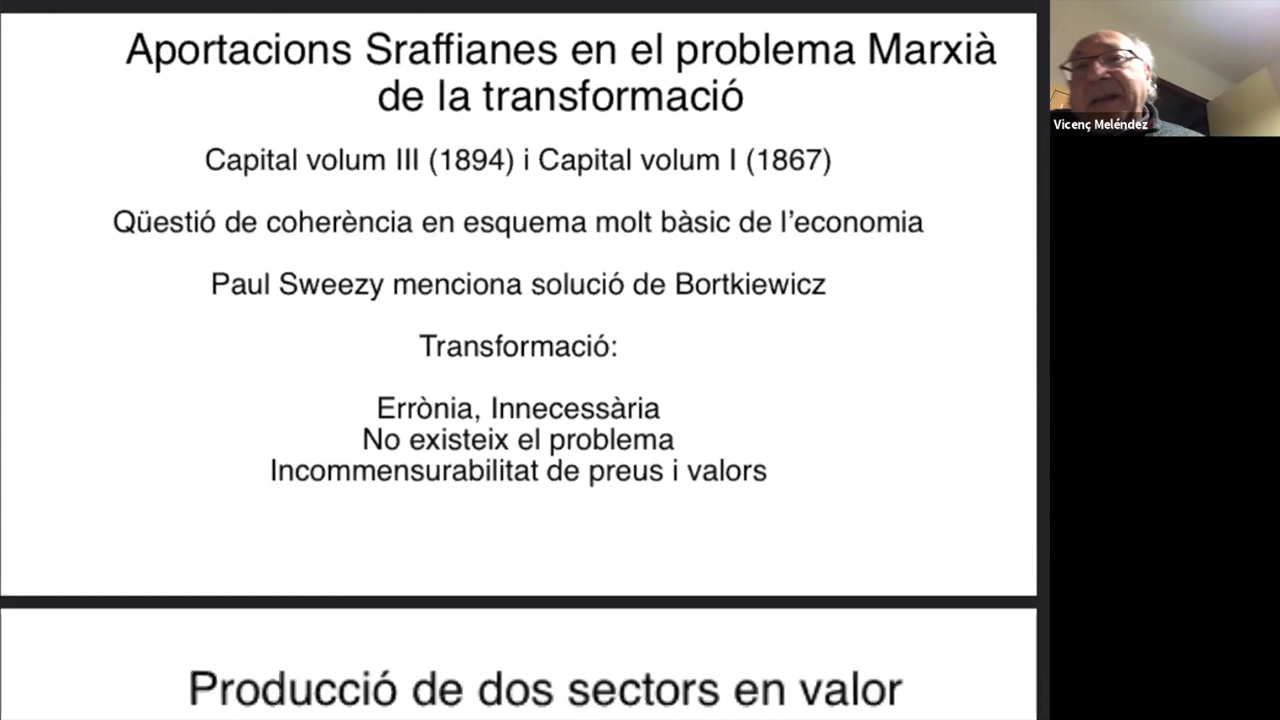 Aportacions Sraffianes en el problema Marxià
de la transformació
Capital volum III (1894) i Capital volum I (1867)
Qüestió de coherència en esquema molt bàsic de l'economia
Paul Sweezy menciona solució de Bortkiewicz
Transformació:
Errònia, Innecessària
No existeix el problema
Incommensurabilitat de preus i valors
Producció de dos sectors en valor
Vicenç Meléndez